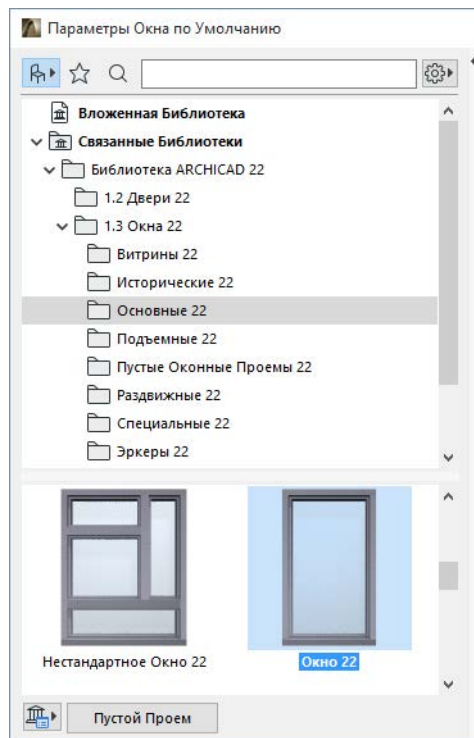 Параметры Окна по Умолчанию
Вложенная Библиотека
Связанные Библиотеки
Библиотека ARCHICAD 22
1.2 Двери 22
1.3 Окна 22
Витрины 22
Исторические 22
Основные 22
Подъемные 22
Пустые Оконные Проемы 22
Раздвижные 22
Специальные 22
Эркеры 22
Нестандартное Окно 22
Окно 22
Пустой Проем